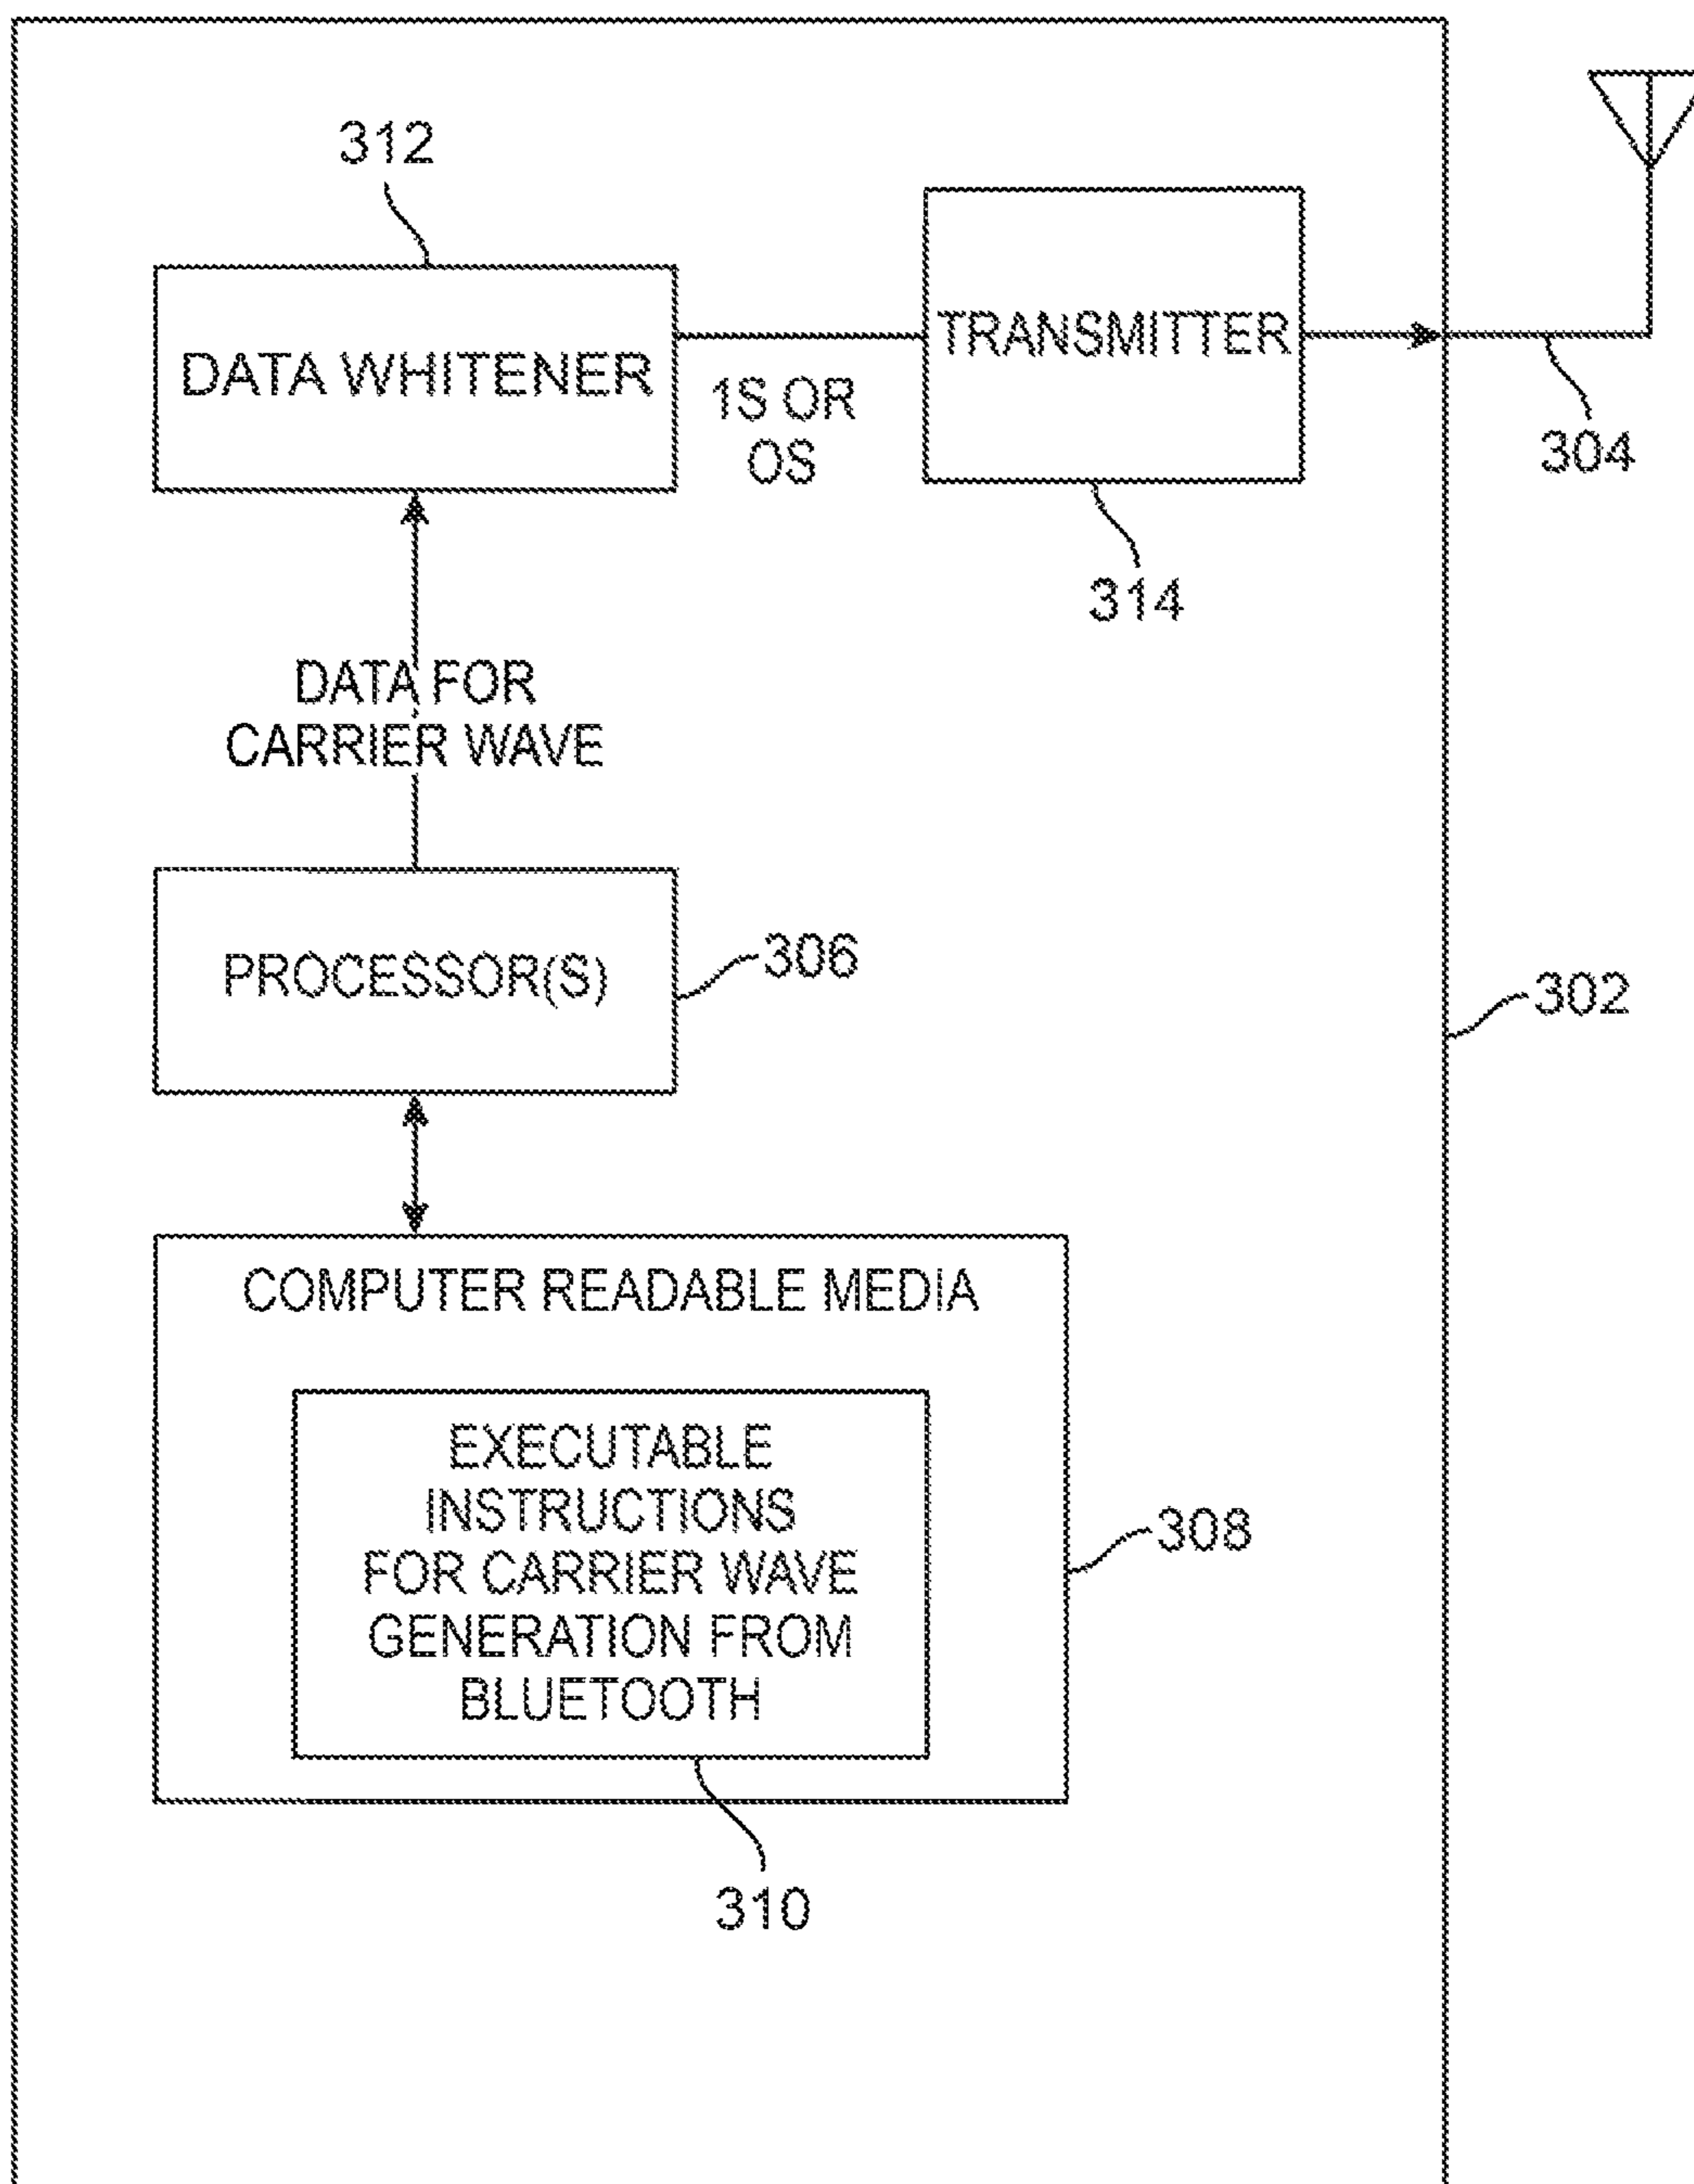 312
DATA WHITENER
1S OR
OS
TRANSMITTER
304
314
DATA FOR
CARRIER WAVE
PROCESSOR(S)
306
302
COMPUTER READABLE MEDIA
EXECUTABLE
INSTRUCTIONS
FOR CARRIER WAVE
GENERATION FROM
BLUETOOTH
308
310